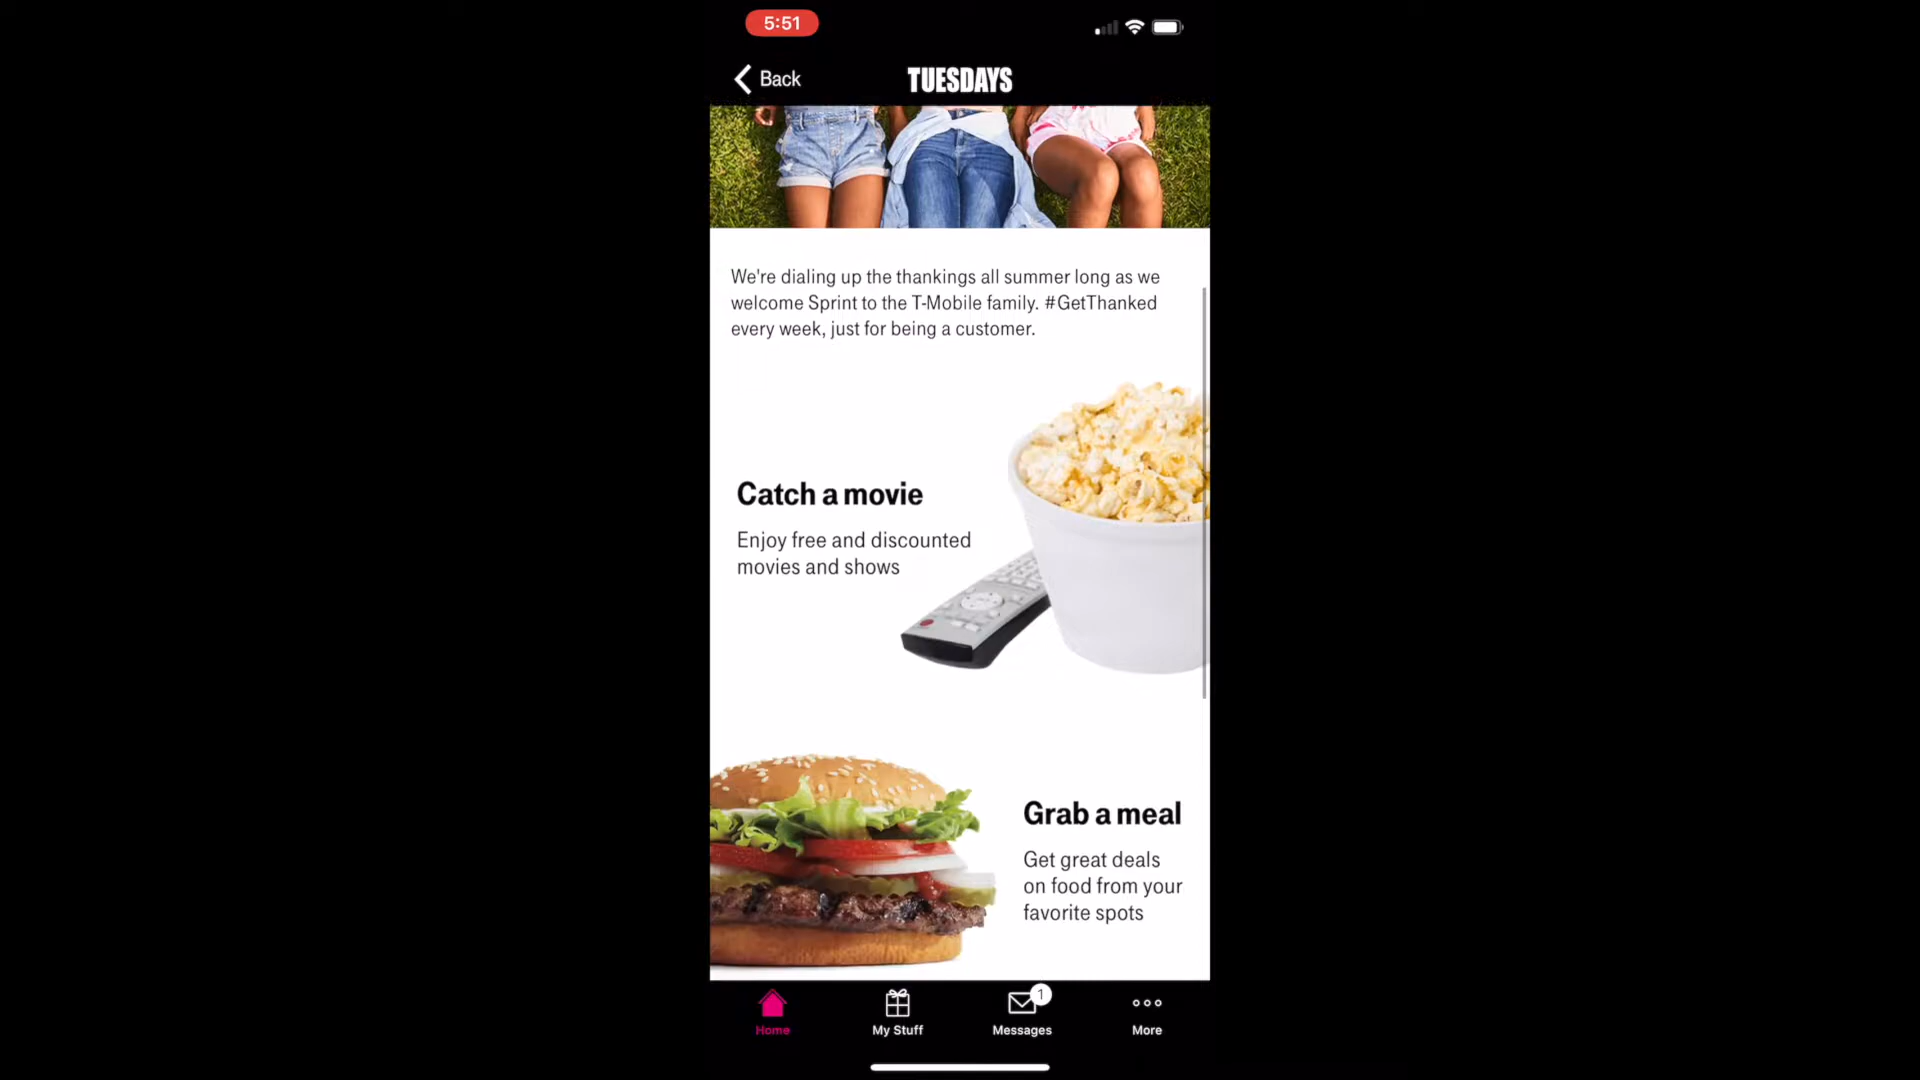 5:51
Back
TUESDAYS
We're dialing up the thankings all summer long as we
welcome Sprint to the T-Mobile family. #GetThanked
every week, just for being a customer.
Catch a movie
Enjoy free and discounted
movies and shows
Grab a meal
Get great deals
on food from your
favorite spots
1
Home
My Stuff
Messages
More